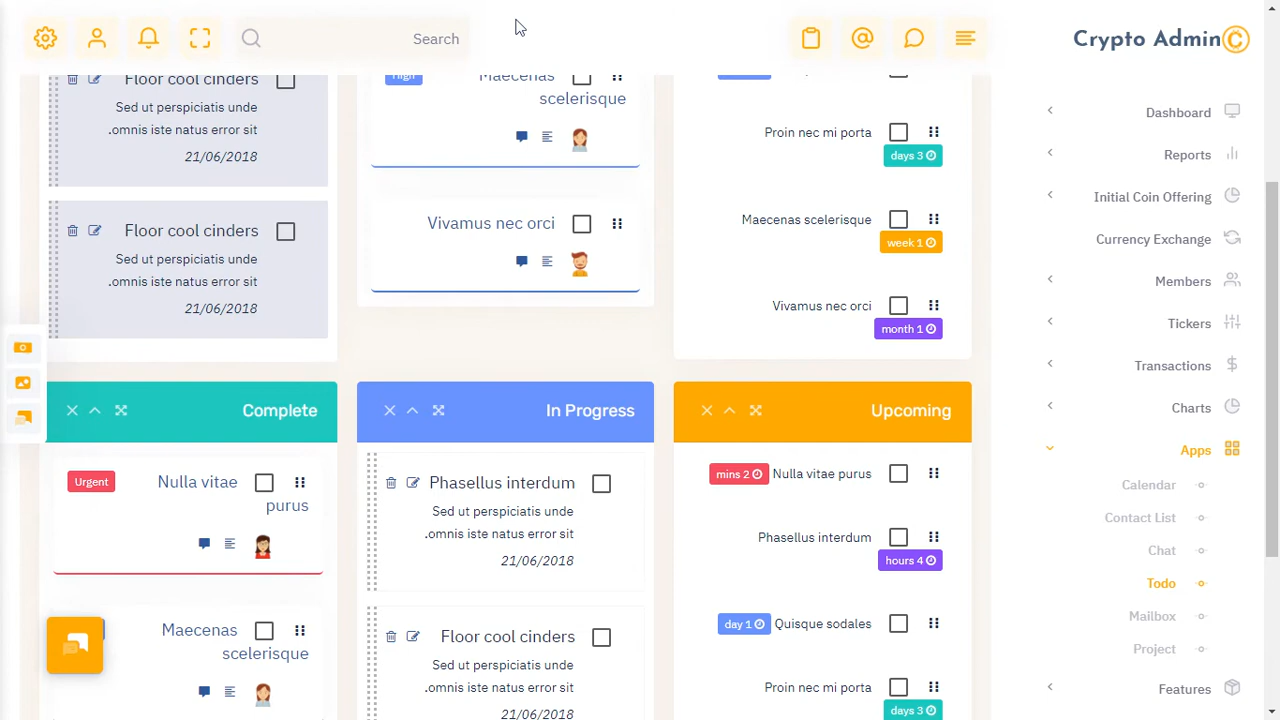 Search
Crypto Admin
Floor cool cinders
Sed ut perspiciatis unde
.omnis iste natus error sit
21/06/2018
Floor cool cinders
Sed ut perspiciatis unde
.omnis iste natus error sit
21/06/2018
High
Maecenas
scelerisque
Vivamus nec orci
Proin nec mi porta
days 3
Maecenas scelerisque
week 1
Vivamus nec orci
month 1
Complete
Urgent
Nulla vitae
purus
Maecenas
scelerisque
In Progress
Phasellus interdum
Sed ut perspiciatis unde
.omnis iste natus error sit
21/06/2018
Floor cool cinders
Sed ut perspiciatis unde
.omnis iste natus error sit
21/06/2018
Upcoming
mins 2 Nulla vitae purus
Phasellus interdum
hours 4
day 1 Quisque sodales
Proin nec mi porta
days 3
Dashboard
Reports
Initial Coin Offering
Currency Exchange
Members
Tickers
Transactions
Charts
Apps
Calendar
Contact List
Chat
Todo
Mailbox
Project
Features